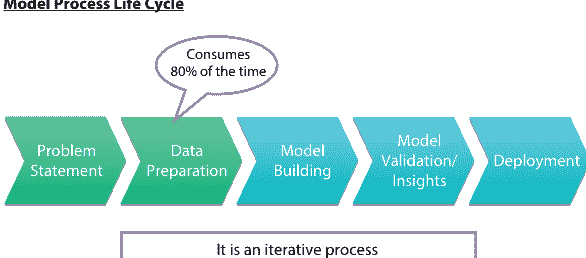 Model Process Life Cycle
Consumes
80% of the time
Problem
Statement
Data
Preparation
Model
Building
Model
Validation/
Insights
Deployment
It is an iterative process